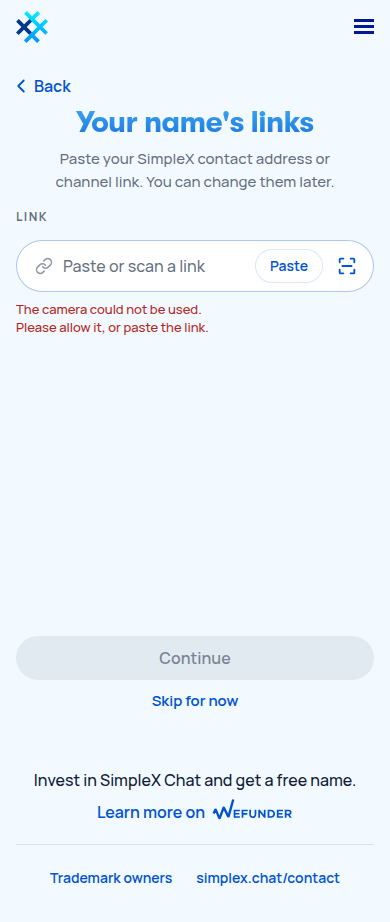 Back
Your name's links
Paste your SimpleX contact address or
channel link. You can change them later.
LINK
Paste or scan a link
Paste
The camera could not be used.
Please allow it, or paste the link.
Continue
Skip for now
Invest in SimpleX Chat and get a free name.
Learn more on WEFUNDER
Trademark owners simplex.chat/contact